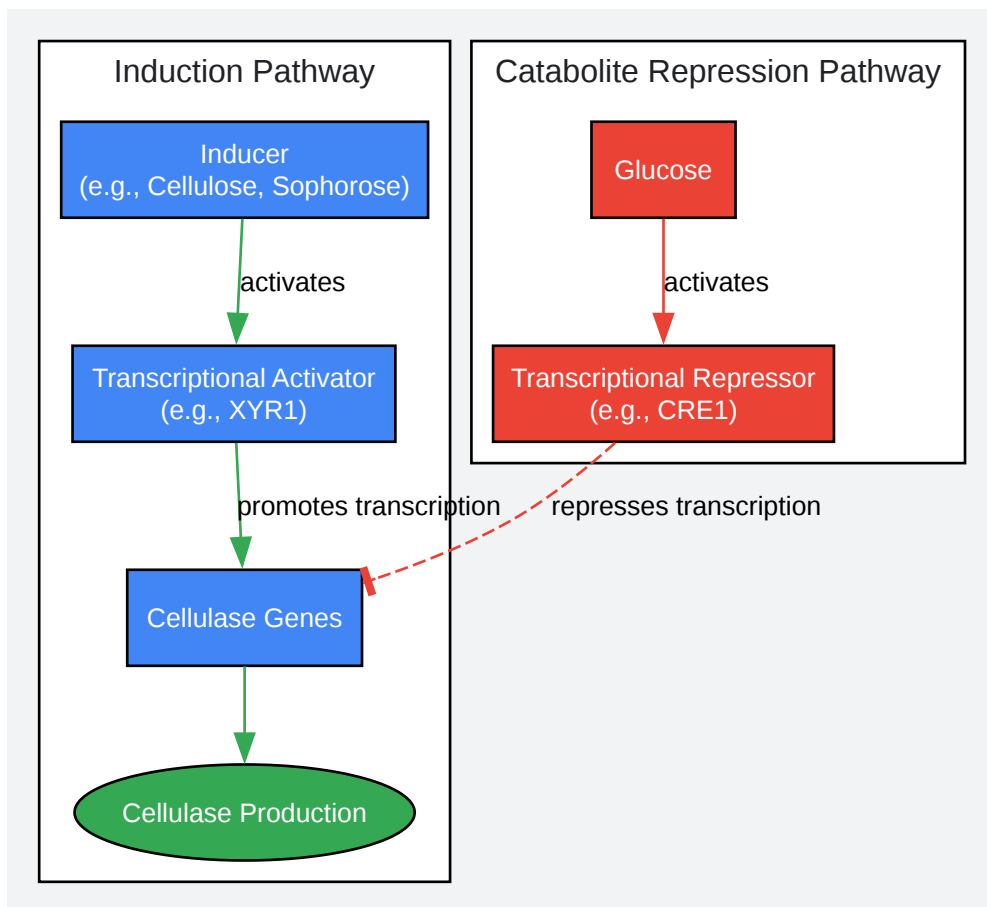 Induction Pathway
Inducer
(e.g., Cellulose, Sophorose)
activates
Transcriptional Activator
(e.g., XYR1)
promotes transcription
Cellulase Genes
Cellulase Production
Catabolite Repression Pathway
Glucose
activates
Transcriptional Repressor
(e.g., CRE1)
represses transcription